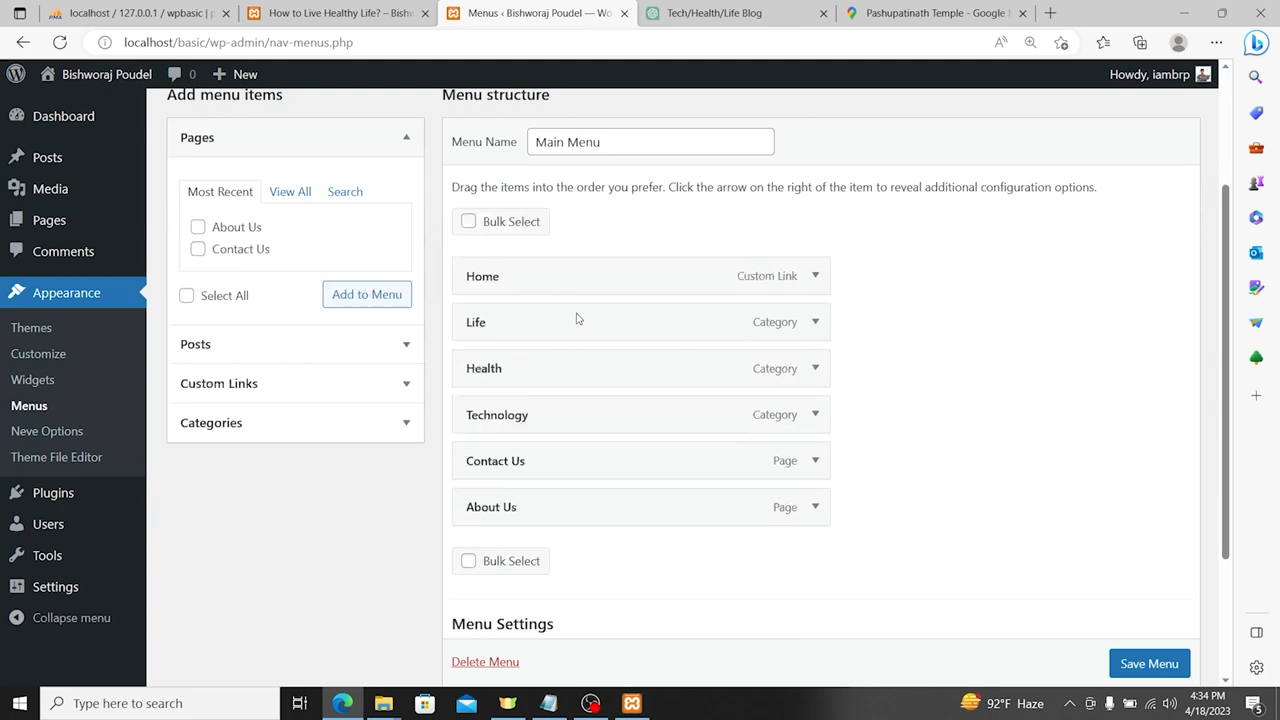 localhost / 127.0.0.1 / wpbasic | p
How to Live Healthy Life? – Bishw
Menus ‹ Bishworaj Poudel — Wo
Tech/Health/Life Blog
Pashupatinath Temple - Google M
localhost/basic/wp-admin/nav-menus.php
Bishworaj Poudel
0
New
Howdy, iambrp
Dashboard
Posts
Media
Pages
Comments
Appearance
Themes
Customize
Widgets
Menus
Neve Options
Theme File Editor
Plugins
Users
Tools
Settings
Collapse menu
Add menu items
Pages
Most Recent
View All
Search
About Us
Contact Us
Select All
Add to Menu
Posts
Custom Links
Categories
Menu structure
Menu Name
Main Menu
Drag the items into the order you prefer. Click the arrow on the right of the item to reveal additional configuration options.
Bulk Select
Home Custom Link
Life Category
Health Category
Technology Category
Contact Us Page
About Us Page
Bulk Select
Menu Settings
Delete Menu
Save Menu
Type here to search
92°F Haze
4:34 PM
4/18/2023
5